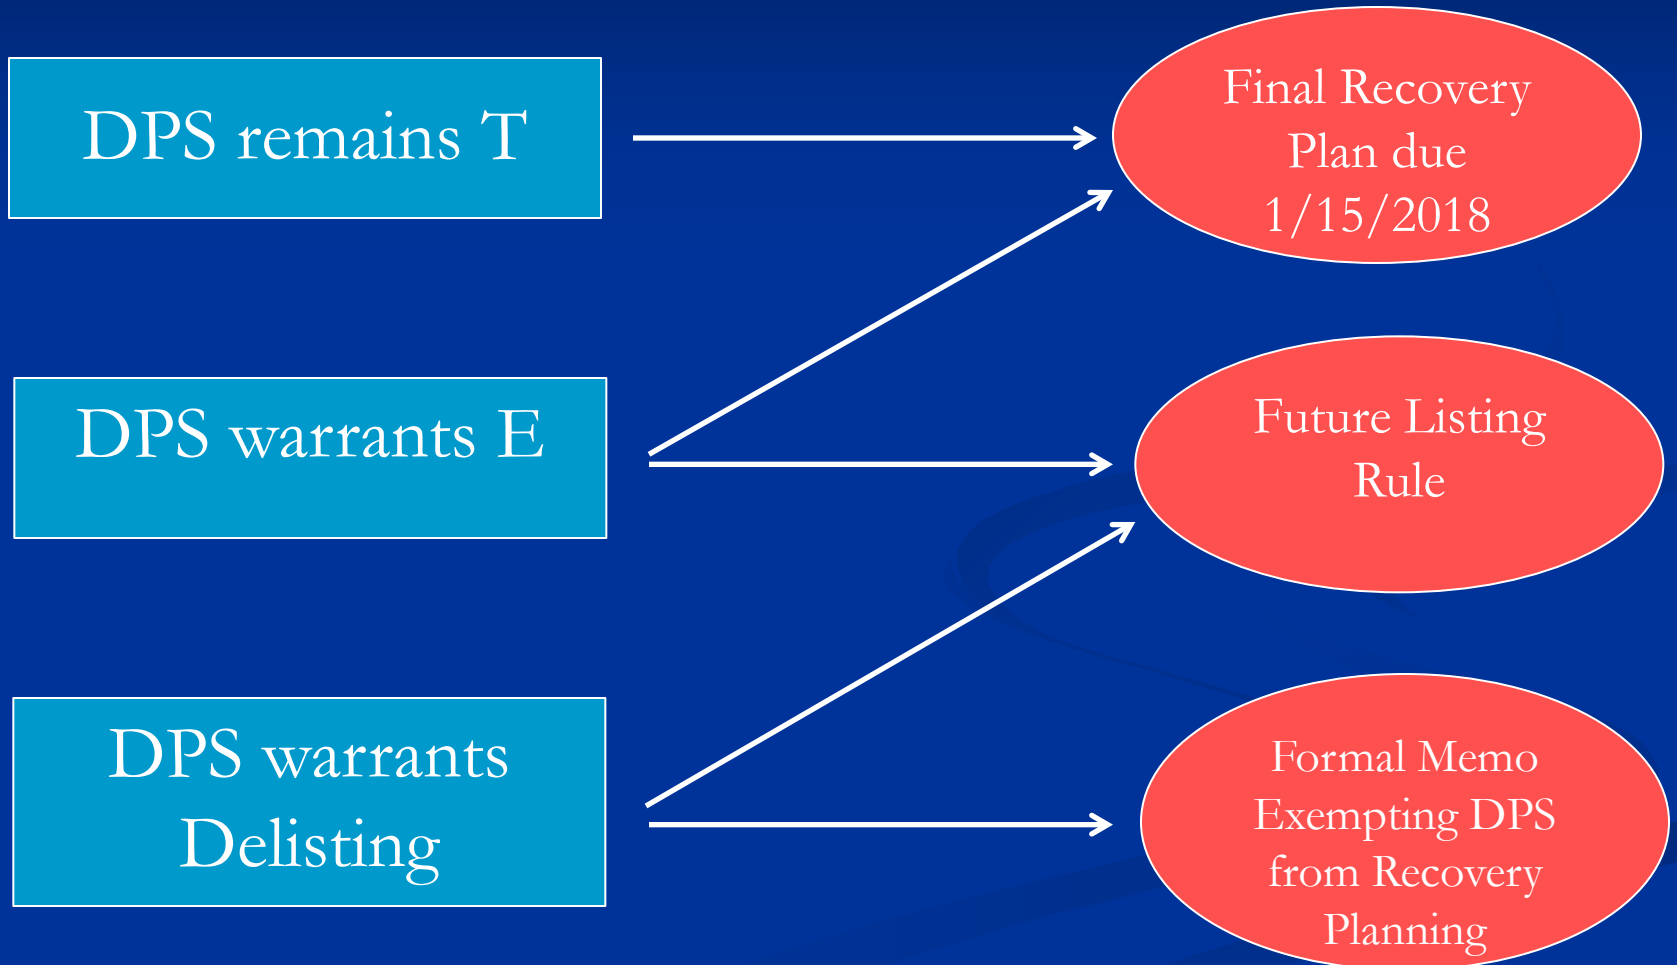 DPS remains T
Final Recovery
Plan due
1/15/2018
DPS warrants E
Future Listing
Rule
DPS warrants
Delisting
Formal Memo
Exempting DPS
from Recovery
Planning